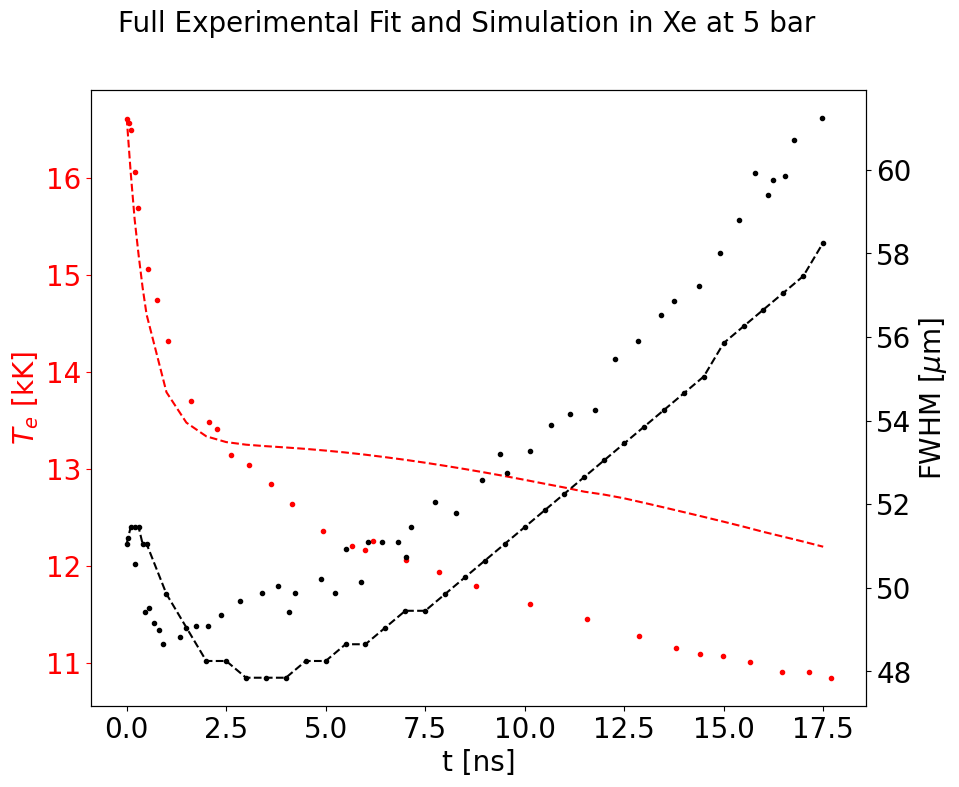 Full Experimental Fit and Simulation in Xe at 5 bar
16
15
14
13
12
11
T_e [kK]
60
58
56
54
52
50
48
FWHM [μm]
0.0 2.5 5.0 7.5 10.0 12.5 15.0 17.5
t [ns]